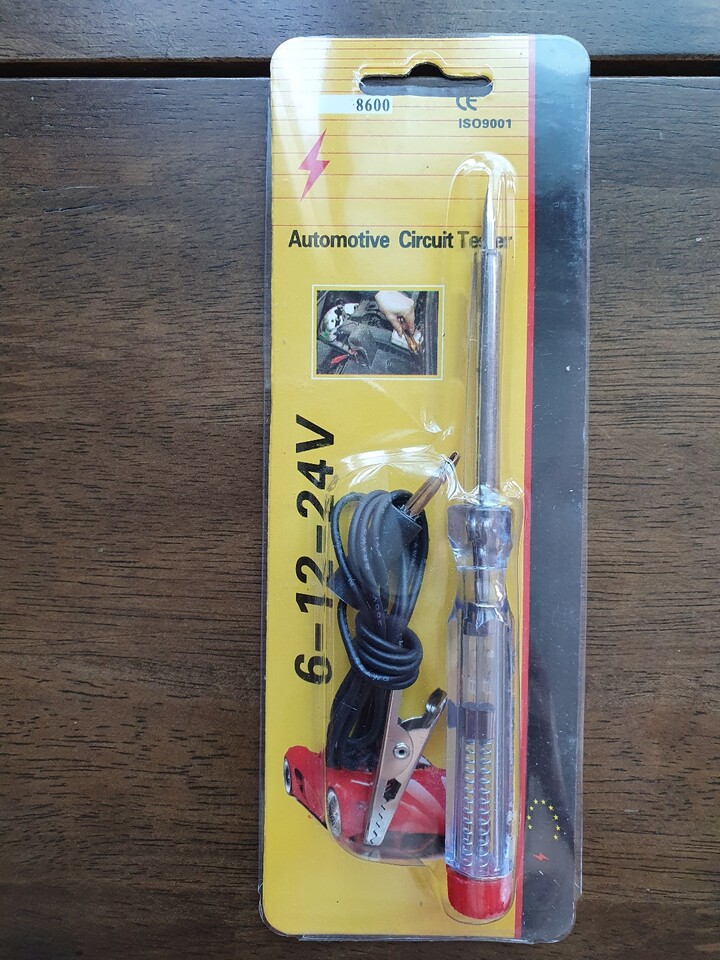 8600
CE
ISO9001
Automotive Circuit Tester
6-12-24V